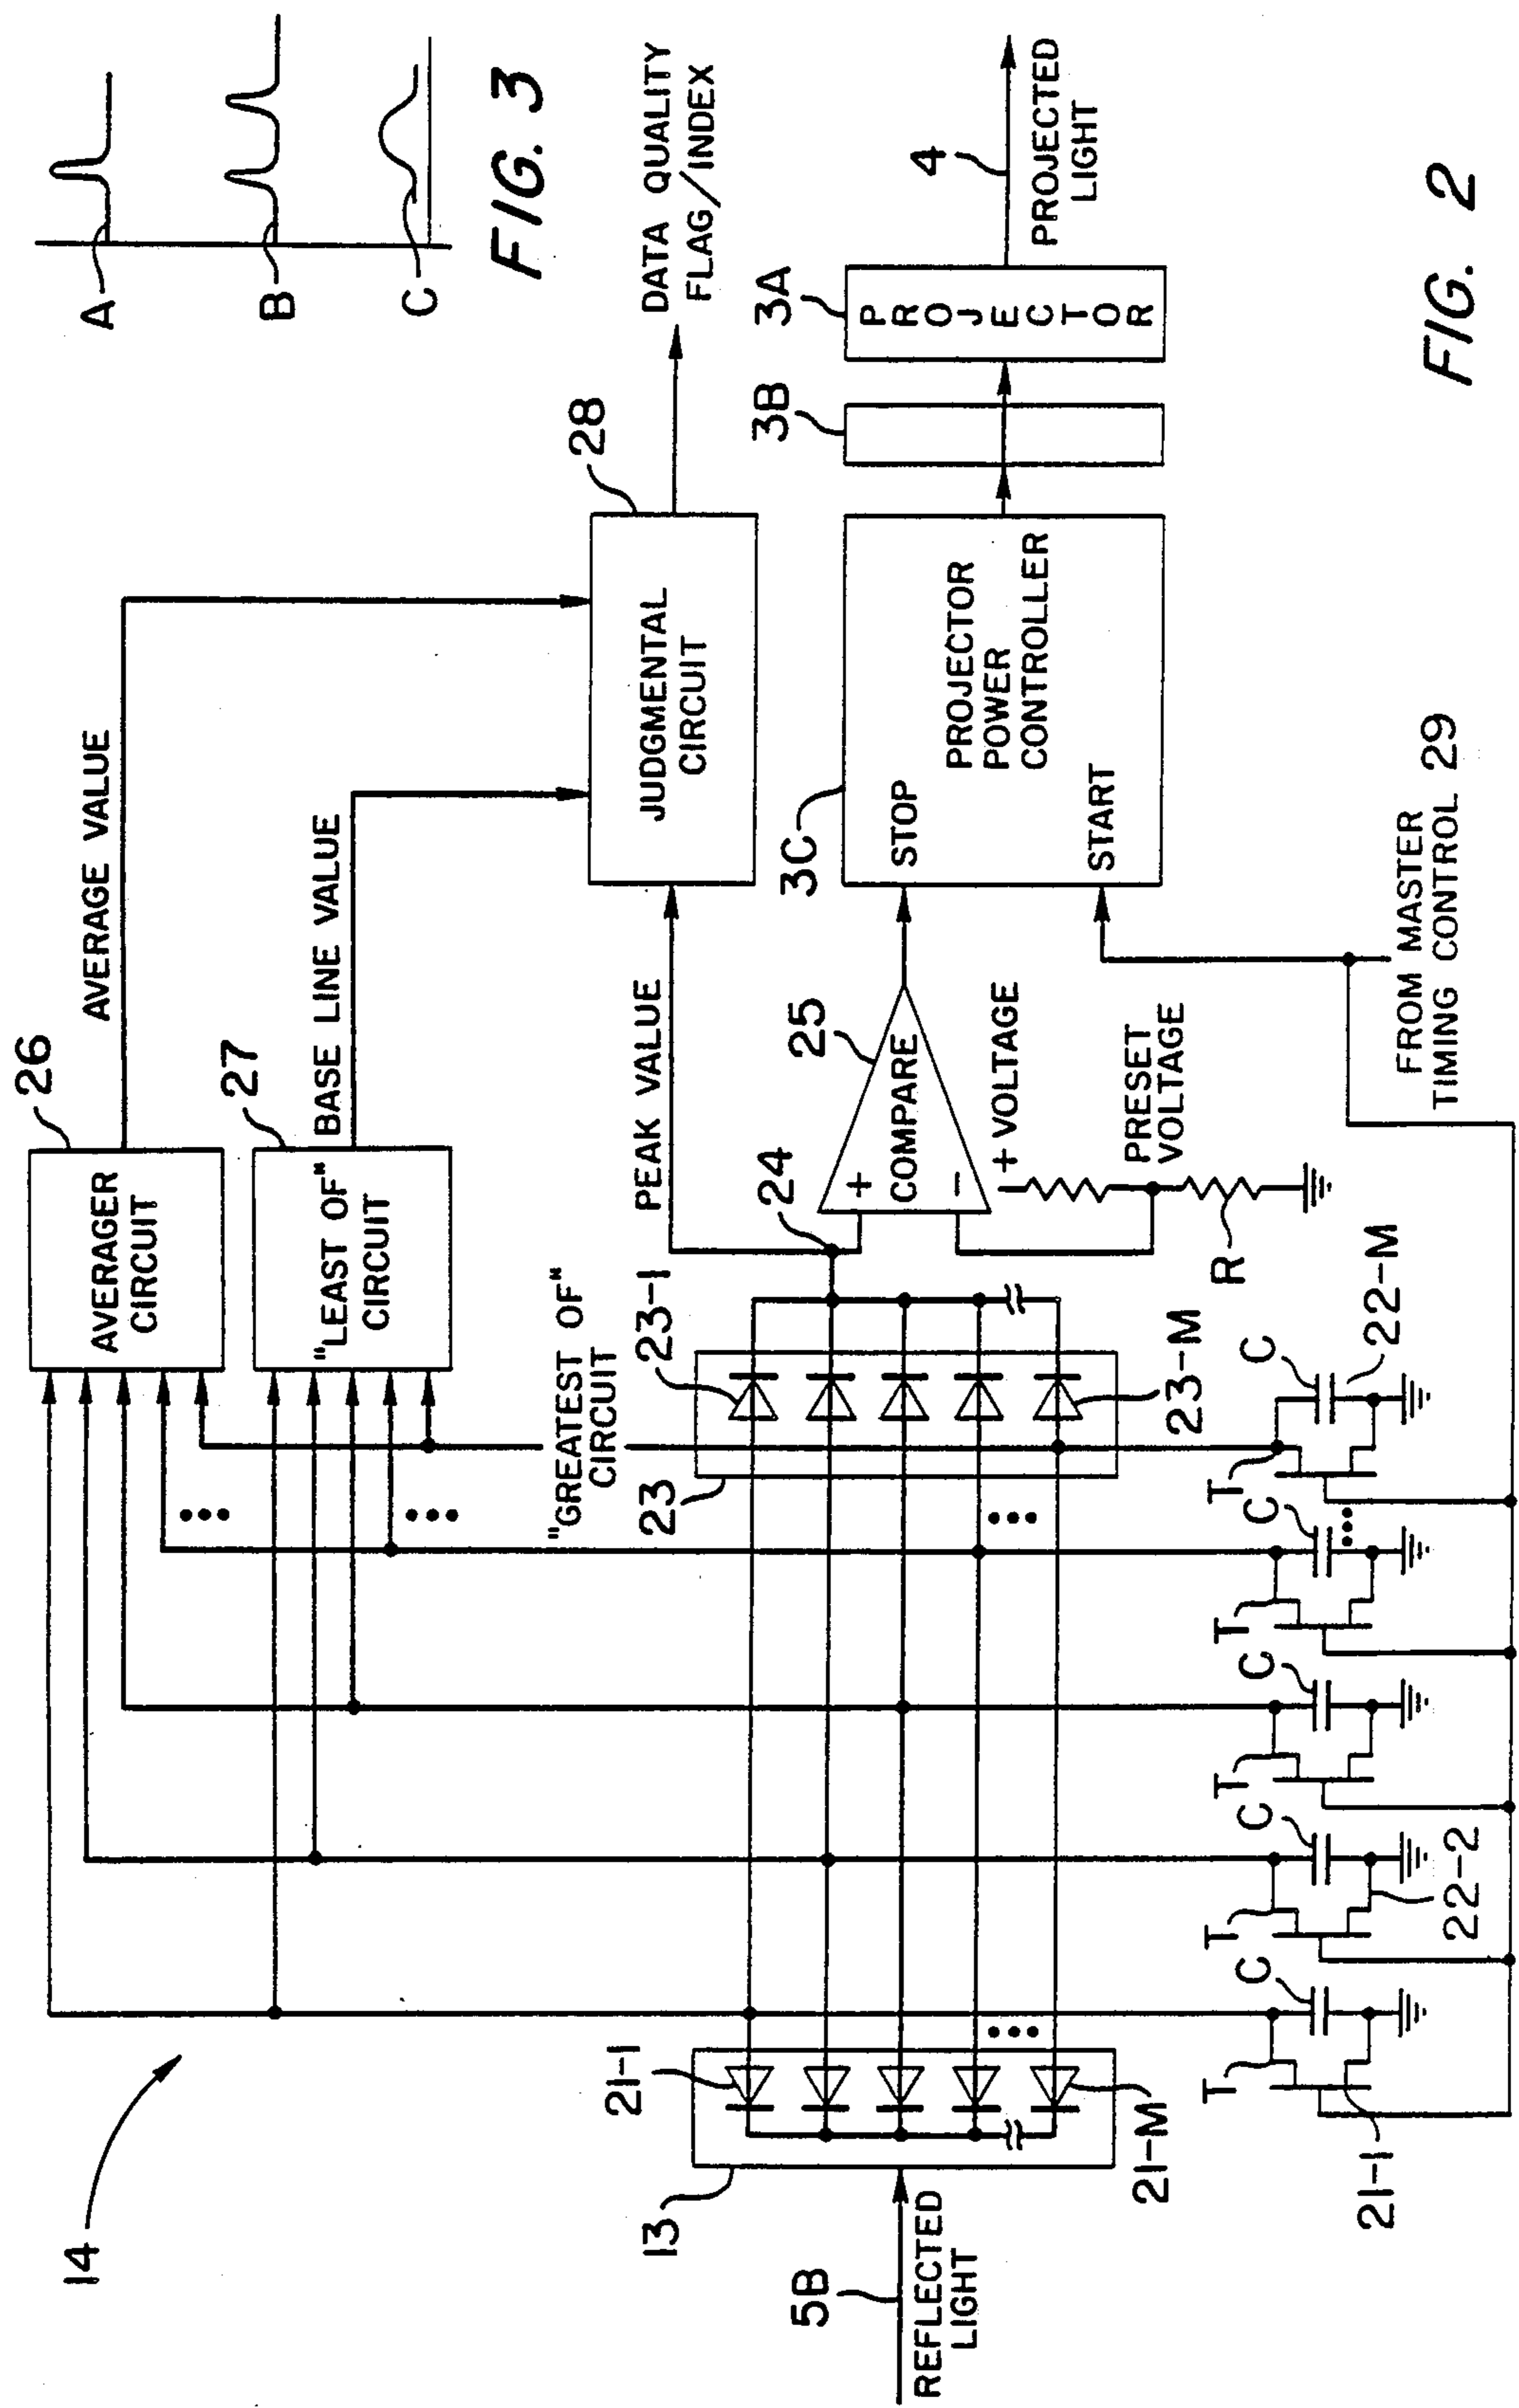 14
26
AVERAGER
CIRCUIT
AVERAGE VALUE
27
"LEAST OF"
CIRCUIT
BASE LINE VALUE
A
B
C
FIG. 3
"GREATEST OF"
CIRCUIT
PEAK VALUE
28
JUDGMENTAL
CIRCUIT
DATA QUALITY
FLAG/INDEX
5B
REFLECTED
LIGHT
13
21-1
21-M
23
23-1
23-M
24
25
COMPARE
+
−
+ VOLTAGE
PRESET
VOLTAGE
R
3C
STOP
START
PROJECTOR
POWER
CONTROLLER
3B
3A
PROJECTOR
4
PROJECTED
LIGHT
T
C
21-1
T
C
22-2
T
C
T
C
T
C
22-M
FROM MASTER
TIMING CONTROL 29
FIG. 2